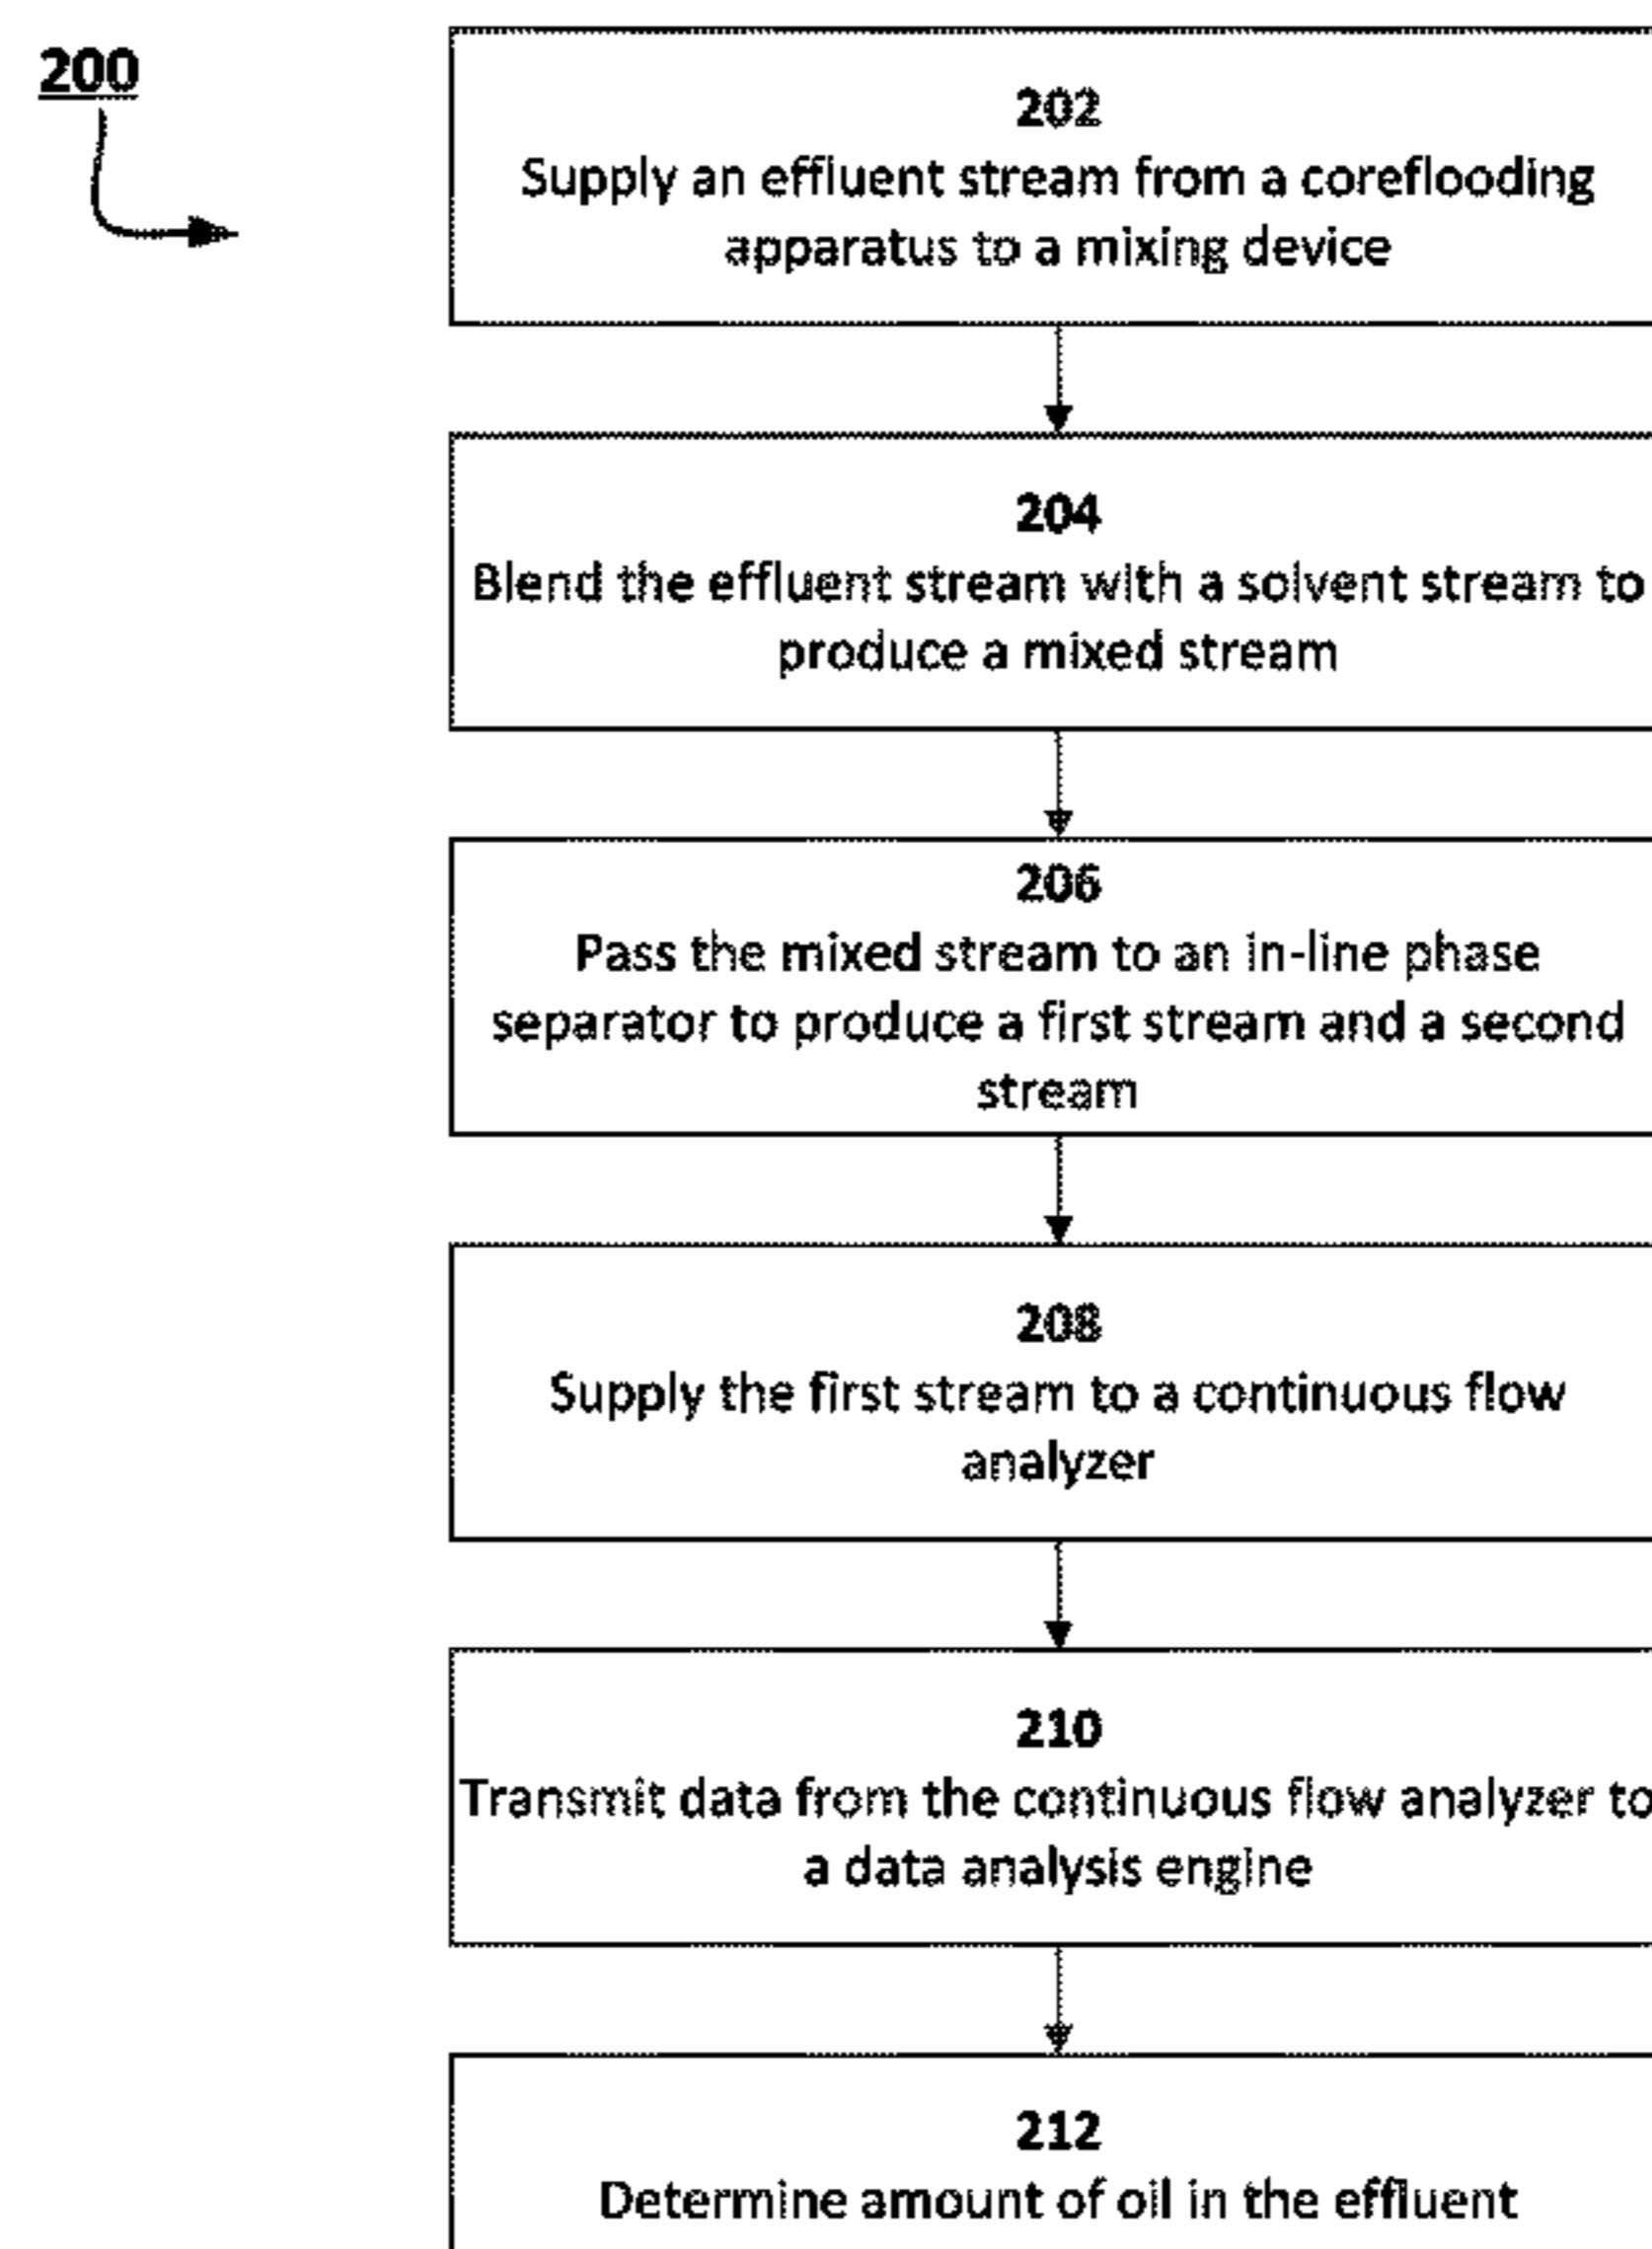 200
202
Supply an effluent stream from a coreflooding
apparatus to a mixing device
204
Blend the effluent stream with a solvent stream to
produce a mixed stream
206
Pass the mixed stream to an in-line phase
separator to produce a first stream and a second
stream
208
Supply the first stream to a continuous flow
analyzer
210
Transmit data from the continuous flow analyzer to
a data analysis engine
212
Determine amount of oil in the effluent